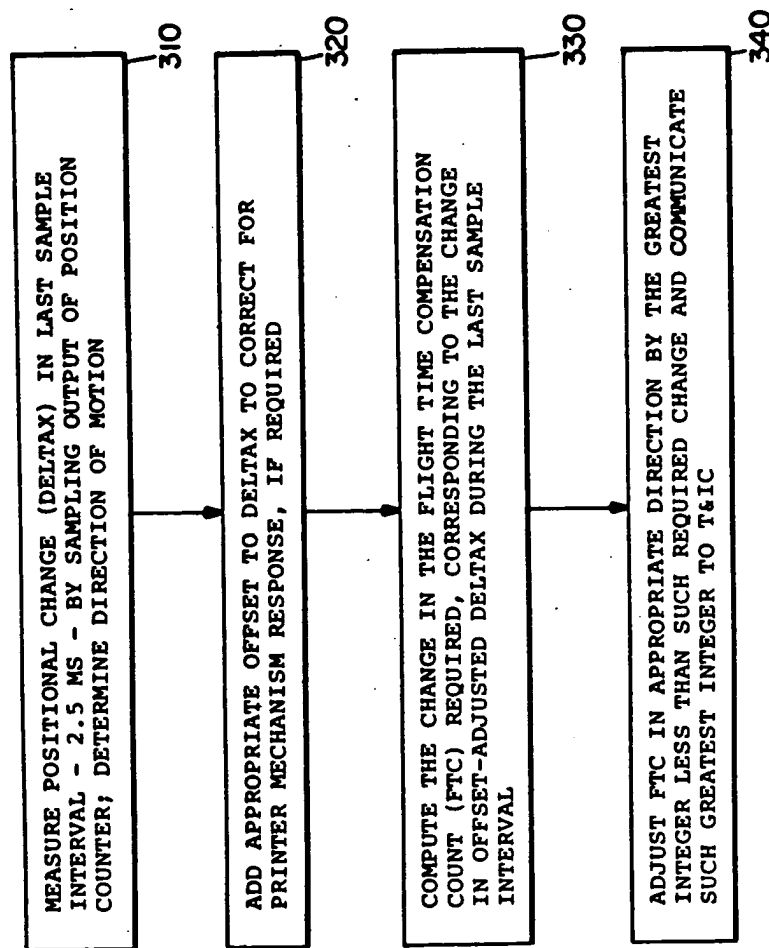 MEASURE POSITIONAL CHANGE (DELTAX) IN LAST SAMPLE
INTERVAL - 2.5 MS - BY SAMPLING OUTPUT OF POSITION
COUNTER; DETERMINE DIRECTION OF MOTION
310
ADD APPROPRIATE OFFSET TO DELTAX TO CORRECT FOR
PRINTER MECHANISM RESPONSE, IF REQUIRED
320
COMPUTE THE CHANGE IN THE FLIGHT TIME COMPENSATION
COUNT (FTC) REQUIRED, CORRESPONDING TO THE CHANGE
IN OFFSET-ADJUSTED DELTAX DURING THE LAST SAMPLE
INTERVAL
330
ADJUST FTC IN APPROPRIATE DIRECTION BY THE GREATEST
INTEGER LESS THAN SUCH REQUIRED CHANGE AND COMMUNICATE
SUCH GREATEST INTEGER TO T&IC
340